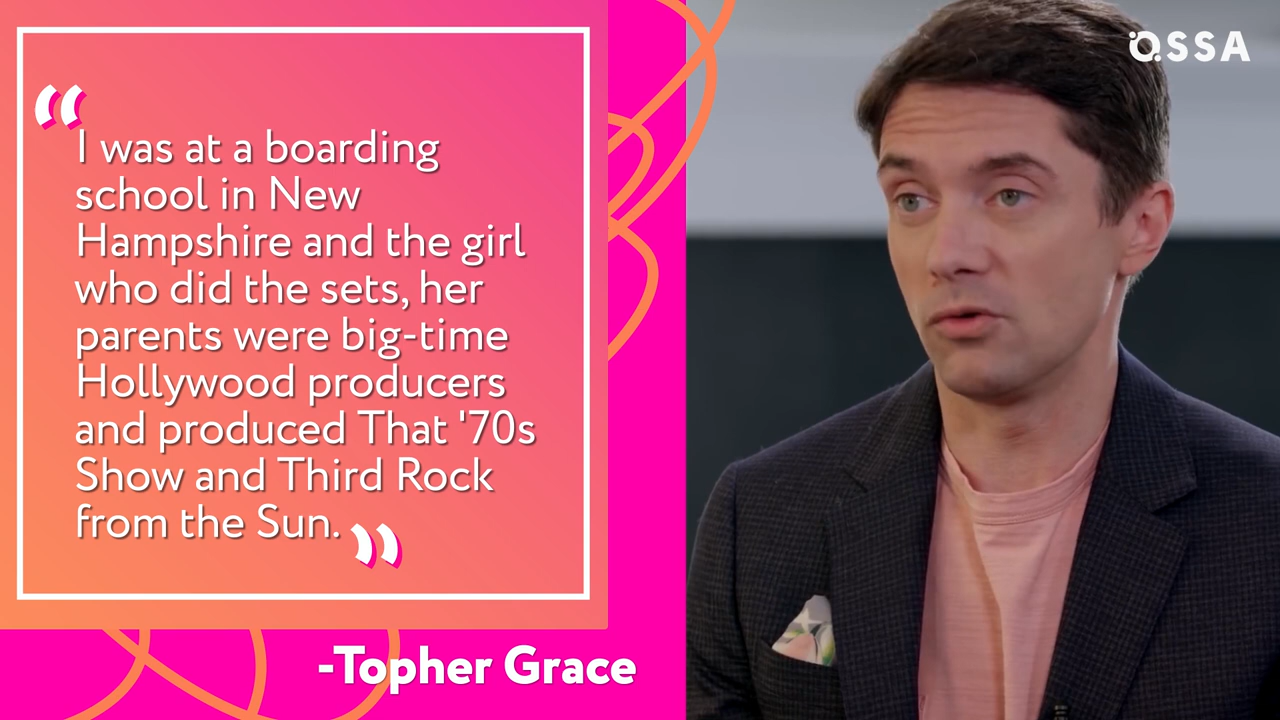 “
I was at a boarding
school in New
Hampshire and the girl
who did the sets, her
parents were big-time
Hollywood producers
and produced That '70s
Show and Third Rock
from the Sun. ”
-Topher Grace
OSSA